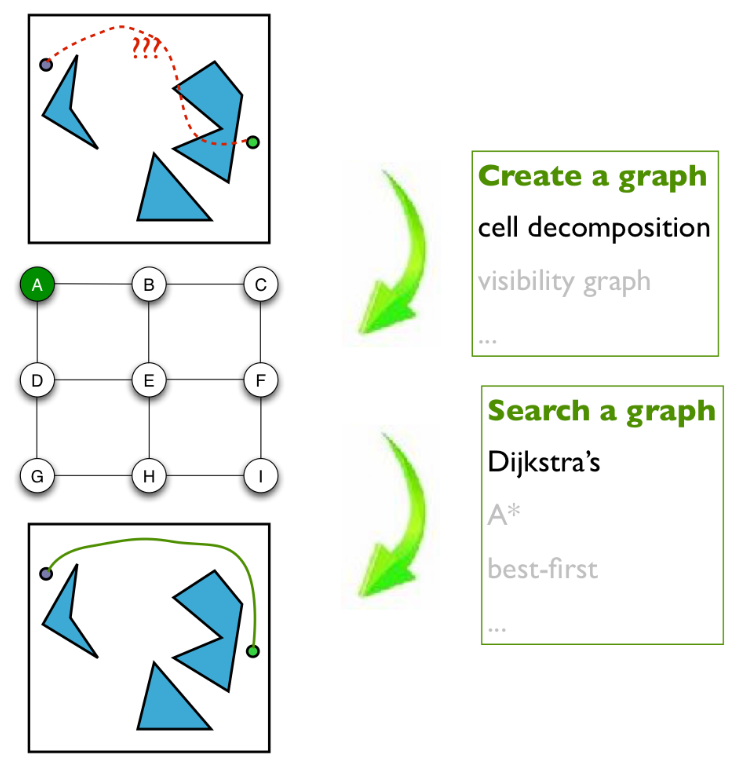 ???
Create a graph
cell decomposition
visibility graph
...
A B C
D E F
G H I
Search a graph
Dijkstra’s
A*
best-first
...